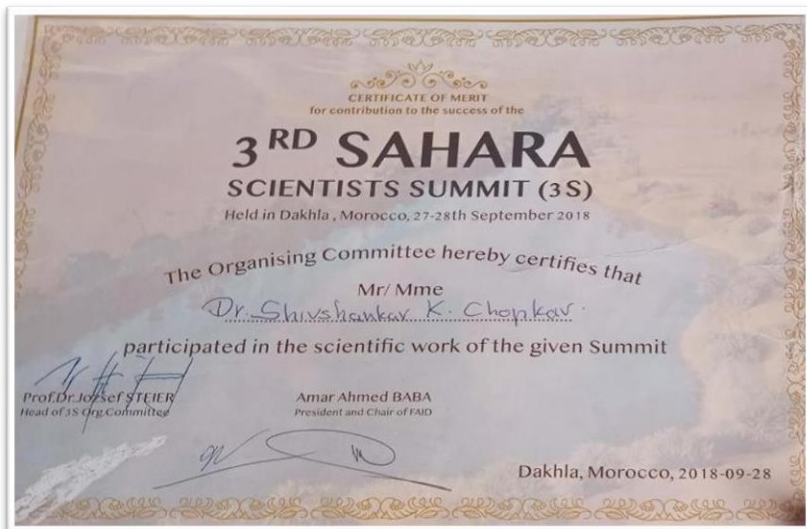 CERTIFICATE OF MERIT
for contribution to the success of the
3RD SAHARA
SCIENTISTS SUMMIT (3S)
Held in Dakhla , Morocco, 27-28th September 2018
The Organising Committee hereby certifies that
Mr/ Mme
Dr. Shivshankar K. Chopkar.
participated in the scientific work of the given Summit
Prof.Dr.Jozsef STEIER
Head of 3S Org.Committee
Amar Ahmed BABA
President and Chair of FAID
Dakhla, Morocco, 2018-09-28